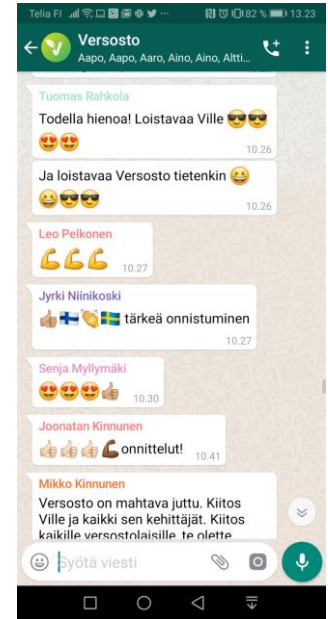 Telia FI ... 82 % 13.23
Versosto
Aapo, Aapo, Aaro, Aino, Aino, Altti...
Tuomas Rahkola
Todella hienoa! Loistavaa Ville 😎😎
😍😍
10.26
Ja loistavaa Versosto tietenkin 😆
😆😎😎
10.26
Leo Pelkonen
💪💪💪 10.27
Jyrki Niinikoski
👍🏽🇫🇮👏🇸🇪 tärkeä onnistuminen
10.27
Senja Myllymäki
😍😍😍👍🏽 10.30
Joonatan Kinnunen
👍🏼👍🏼👍🏼💪🏿 onnittelut! 10.41
Mikko Kinnunen
Versosto on mahtava juttu. Kiitos
Ville ja kaikki sen kehittäjät. Kiitos
kaikille versostolaisille, te olette
Syötä viesti